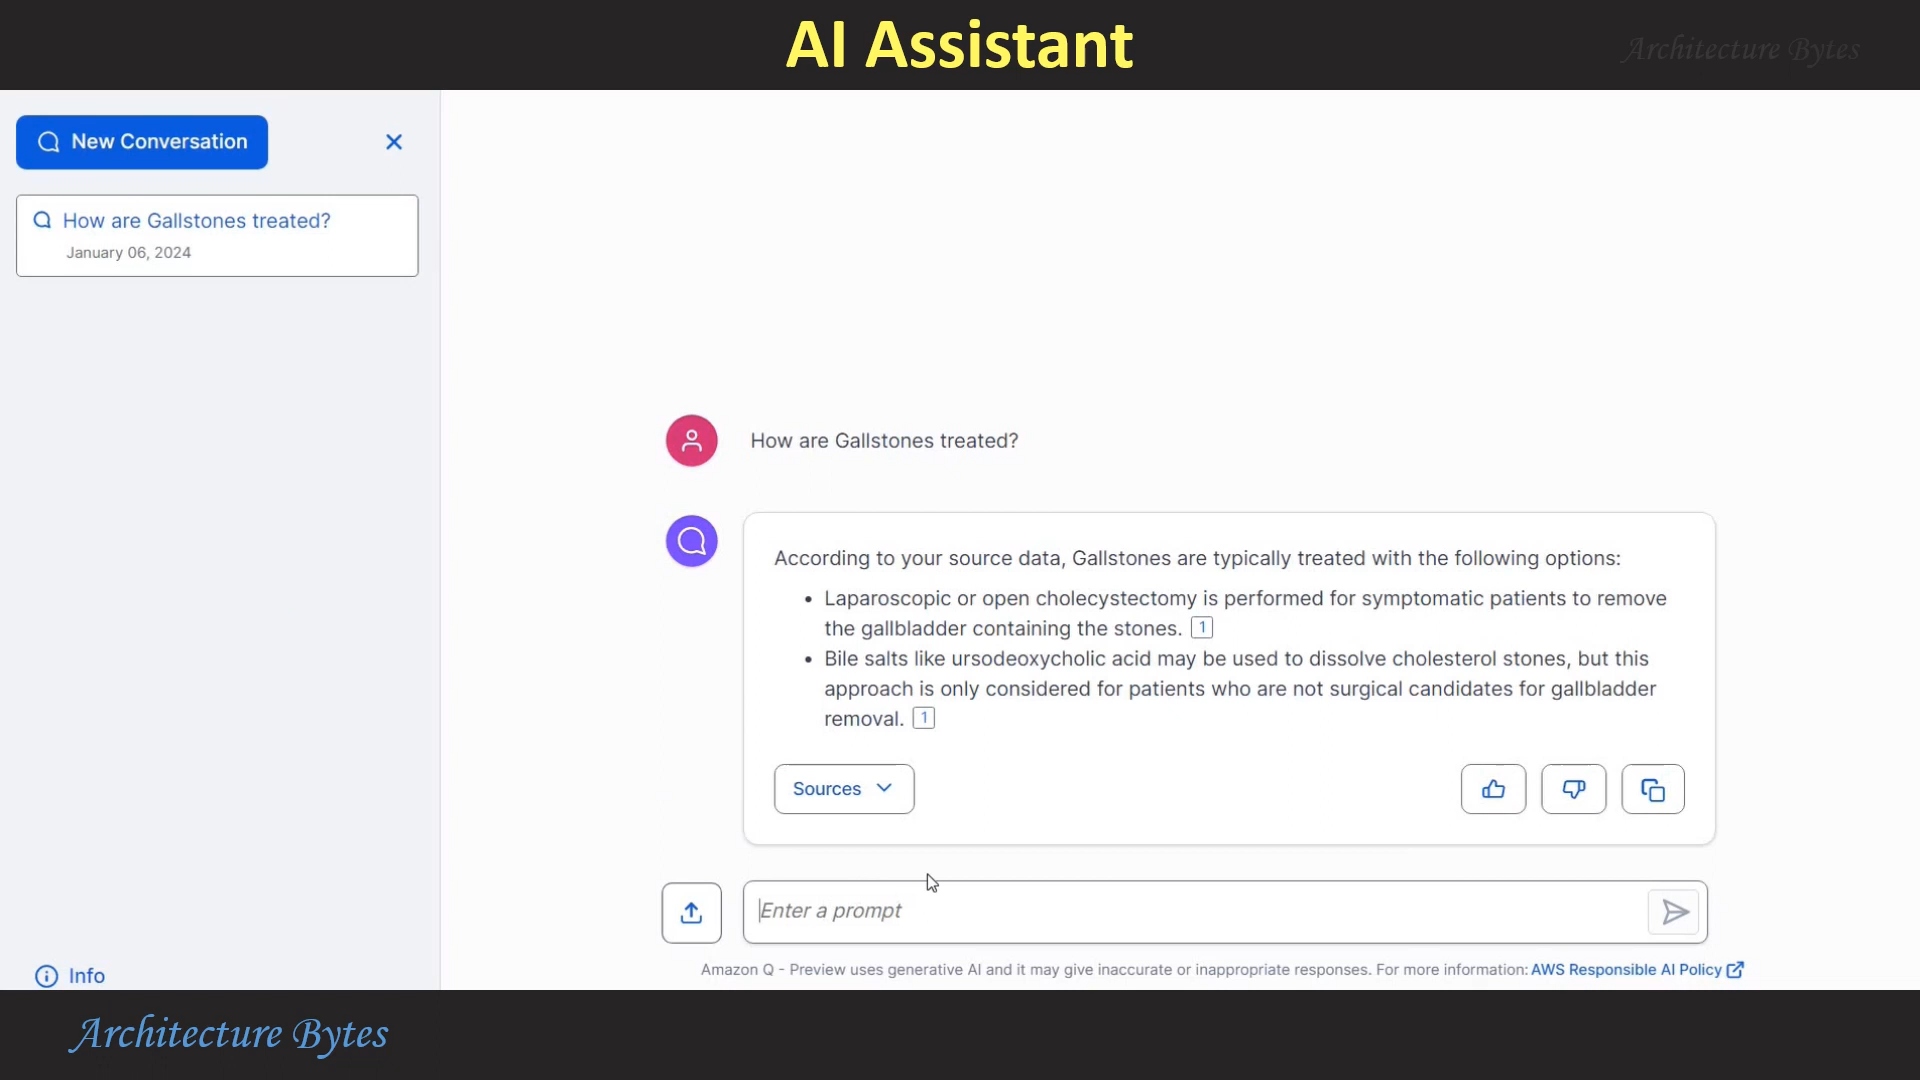 AI Assistant
Architecture Bytes
New Conversation
How are Gallstones treated?
January 06, 2024
How are Gallstones treated?
According to your source data, Gallstones are typically treated with the following options:
• Laparoscopic or open cholecystectomy is performed for symptomatic patients to remove
the gallbladder containing the stones. 1
• Bile salts like ursodeoxycholic acid may be used to dissolve cholesterol stones, but this
approach is only considered for patients who are not surgical candidates for gallbladder
removal. 1
Sources
Enter a prompt
Amazon Q - Preview uses generative AI and it may give inaccurate or inappropriate responses. For more information: AWS Responsible AI Policy
Info
Architecture Bytes